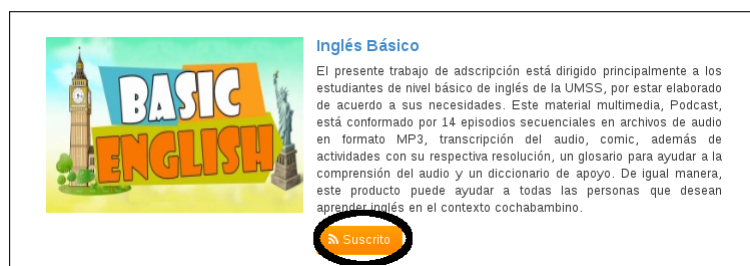 BASIC
ENGLISH
Inglés Básico
El presente trabajo de adscripción está dirigido principalmente a los
estudiantes de nivel básico de inglés de la UMSS, por estar elaborado
de acuerdo a sus necesidades. Este material multimedia, Podcast,
está conformado por 14 episodios secuenciales en archivos de audio
en formato MP3, transcripción del audio, comic, además de
actividades con su respectiva resolución, un glosario para ayudar a la
comprensión del audio y un diccionario de apoyo. De igual manera,
este producto puede ayudar a todas las personas que desean
aprender inglés en el contexto cochabambino.
Suscrito